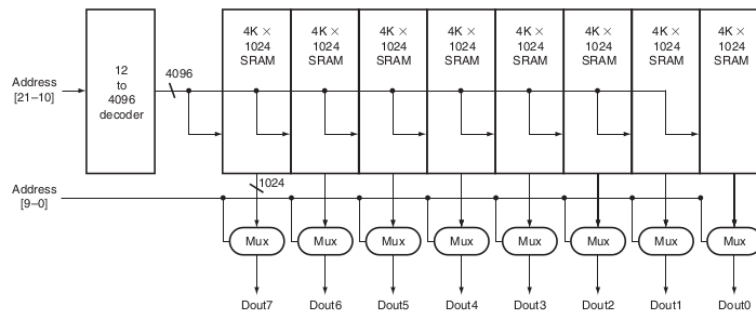 4K ×
1024
SRAM
4K ×
1024
SRAM
4K ×
1024
SRAM
4K ×
1024
SRAM
4K ×
1024
SRAM
4K ×
1024
SRAM
4K ×
1024
SRAM
4K ×
1024
SRAM
Address
[21–10]
12
to
4096
decoder
4096
Address
[9–0]
1024
Mux
Mux
Mux
Mux
Mux
Mux
Mux
Mux
Dout7
Dout6
Dout5
Dout4
Dout3
Dout2
Dout1
Dout0